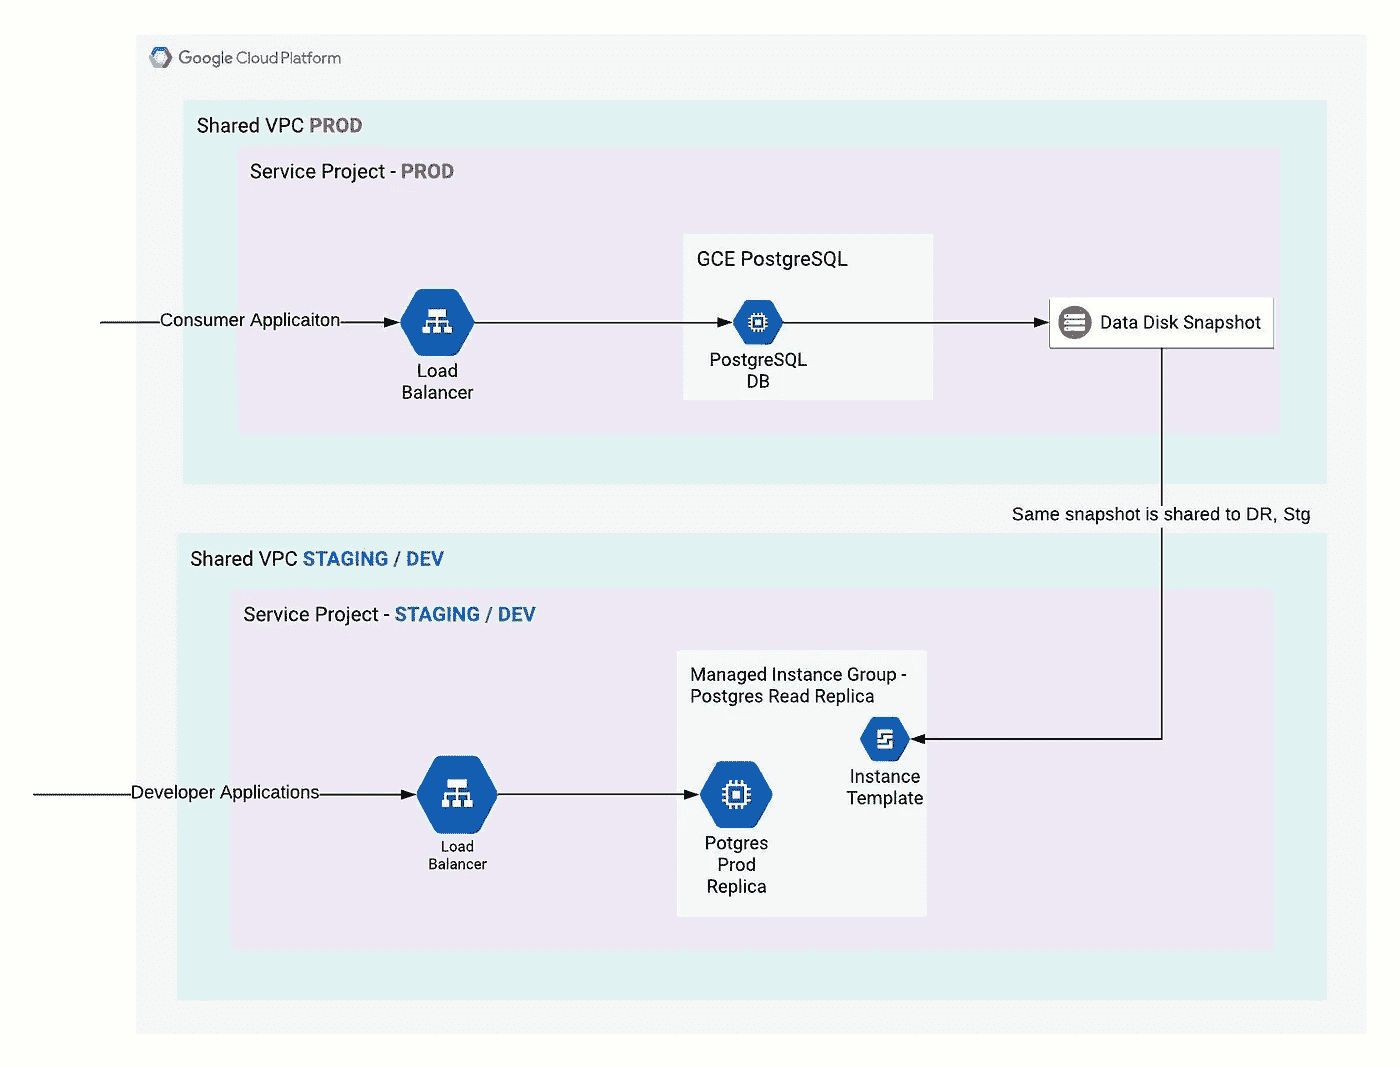 Google Cloud Platform
Shared VPC PROD
Service Project - PROD
GCE PostgreSQL
Consumer Applicaiton
Load
Balancer
PostgreSQL
DB
Data Disk Snapshot
Same snapshot is shared to DR, Stg
Shared VPC STAGING / DEV
Service Project - STAGING / DEV
Managed Instance Group -
Postgres Read Replica
Instance
Template
Developer Applications
Load
Balancer
Potgres
Prod
Replica